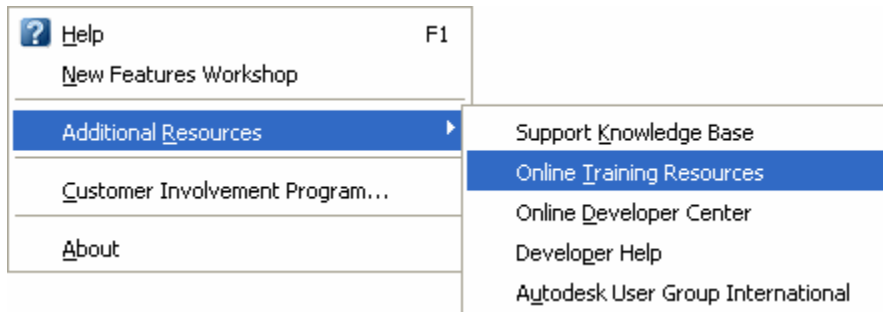 Help F1
New Features Workshop
Additional Resources
Customer Involvement Program...
About
Support Knowledge Base
Online Training Resources
Online Developer Center
Developer Help
Autodesk User Group International